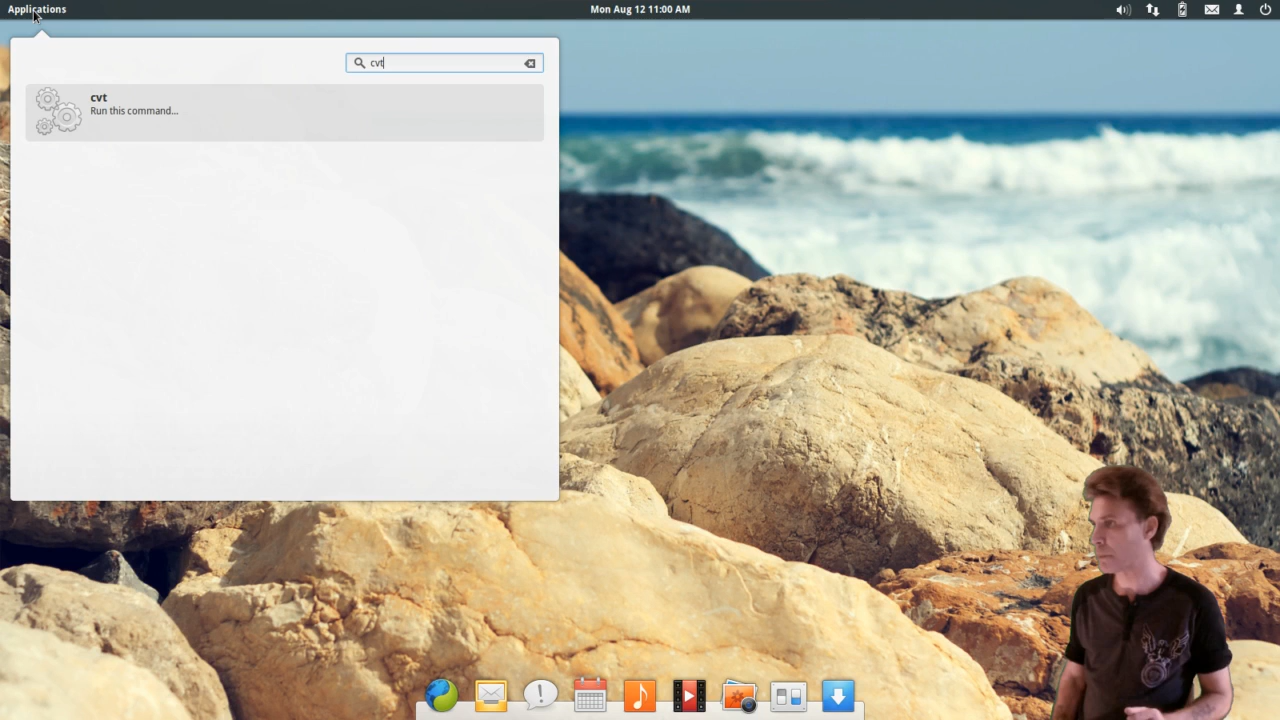 Applications
Mon Aug 12 11:00 AM
cvt
cvt
Run this command...